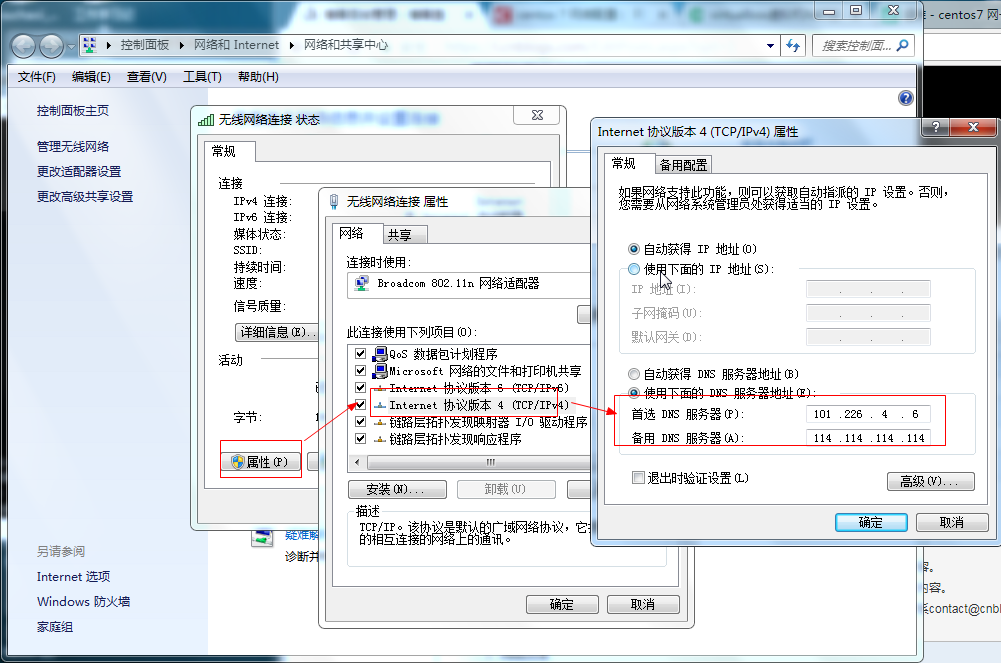 - centos7 网
控制面板 ▸ 网络和 Internet ▸ 网络和共享中心
搜索控制面...
文件(F) 编辑(E) 查看(V) 工具(T) 帮助(H)
控制面板主页
管理无线网络
更改适配器设置
更改高级共享设置
另请参阅
Internet 选项
Windows 防火墙
家庭组
疑难解
诊断并
无线网络连接 状态
常规
连接
IPv4 连接:
IPv6 连接:
媒体状态:
SSID:
持续时间:
速度:
信号质量:
详细信息(E)...
活动
字节:
属性(P)
无线网络连接 属性
网络 共享
连接时使用:
Broadcom 802.11n 网络适配器
此连接使用下列项目(O):
QoS 数据包计划程序
Microsoft 网络的文件和打印机共享
Internet 协议版本 6 (TCP/IPv6)
Internet 协议版本 4 (TCP/IPv4)
链路层拓扑发现映射器 I/O 驱动程序
链路层拓扑发现响应程序
安装(N)... 卸载(U)
描述
TCP/IP。该协议是默认的广域网络协议，它
的相互连接的网络上的通讯。
确定 取消
Internet 协议版本 4 (TCP/IPv4) 属性
常规 备用配置
如果网络支持此功能，则可以获取自动指派的 IP 设置。否则，
您需要从网络系统管理员处获得适当的 IP 设置。
自动获得 IP 地址(O)
使用下面的 IP 地址(S):
IP 地址(I):
子网掩码(U):
默认网关(D):
自动获得 DNS 服务器地址(B)
使用下面的 DNS 服务器地址(E):
首选 DNS 服务器(P): 101 .226 . 4 . 6
备用 DNS 服务器(A): 114 .114 .114 .114
退出时验证设置(L)
高级(V)...
确定 取消
内容。
contact@cnbl